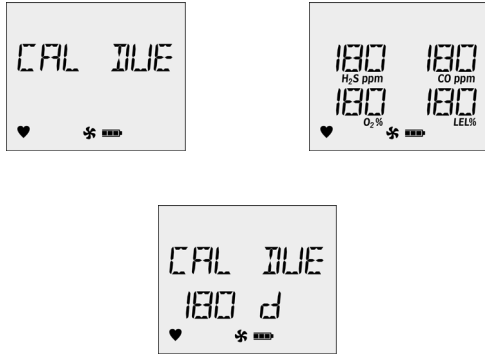 CAL DUE
180 180
H₂S ppm CO ppm
180 180
O₂% LEL%
CAL DUE
180 d